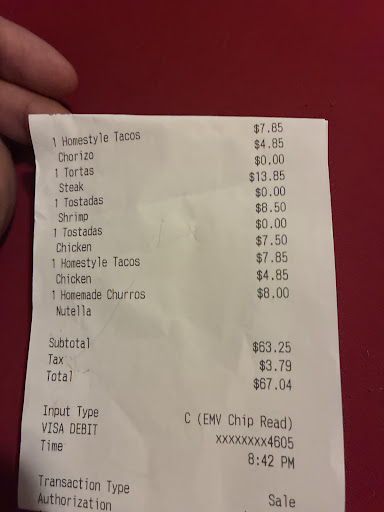 1 Homestyle Tacos $7.85
Chorizo $4.85
1 Tortas $0.00
Steak $13.85
1 Tostadas $0.00
Shrimp $8.50
1 Tostadas $0.00
Chicken $7.50
1 Homestyle Tacos $7.85
Chicken $4.85
1 Homemade Churros $8.00
Nutella
Subtotal $63.25
Tax $3.79
Total $67.04
Input Type C (EMV Chip Read)
VISA DEBIT xxxxxxxx4605
Time 8:42 PM
Transaction Type Sale
Authorization